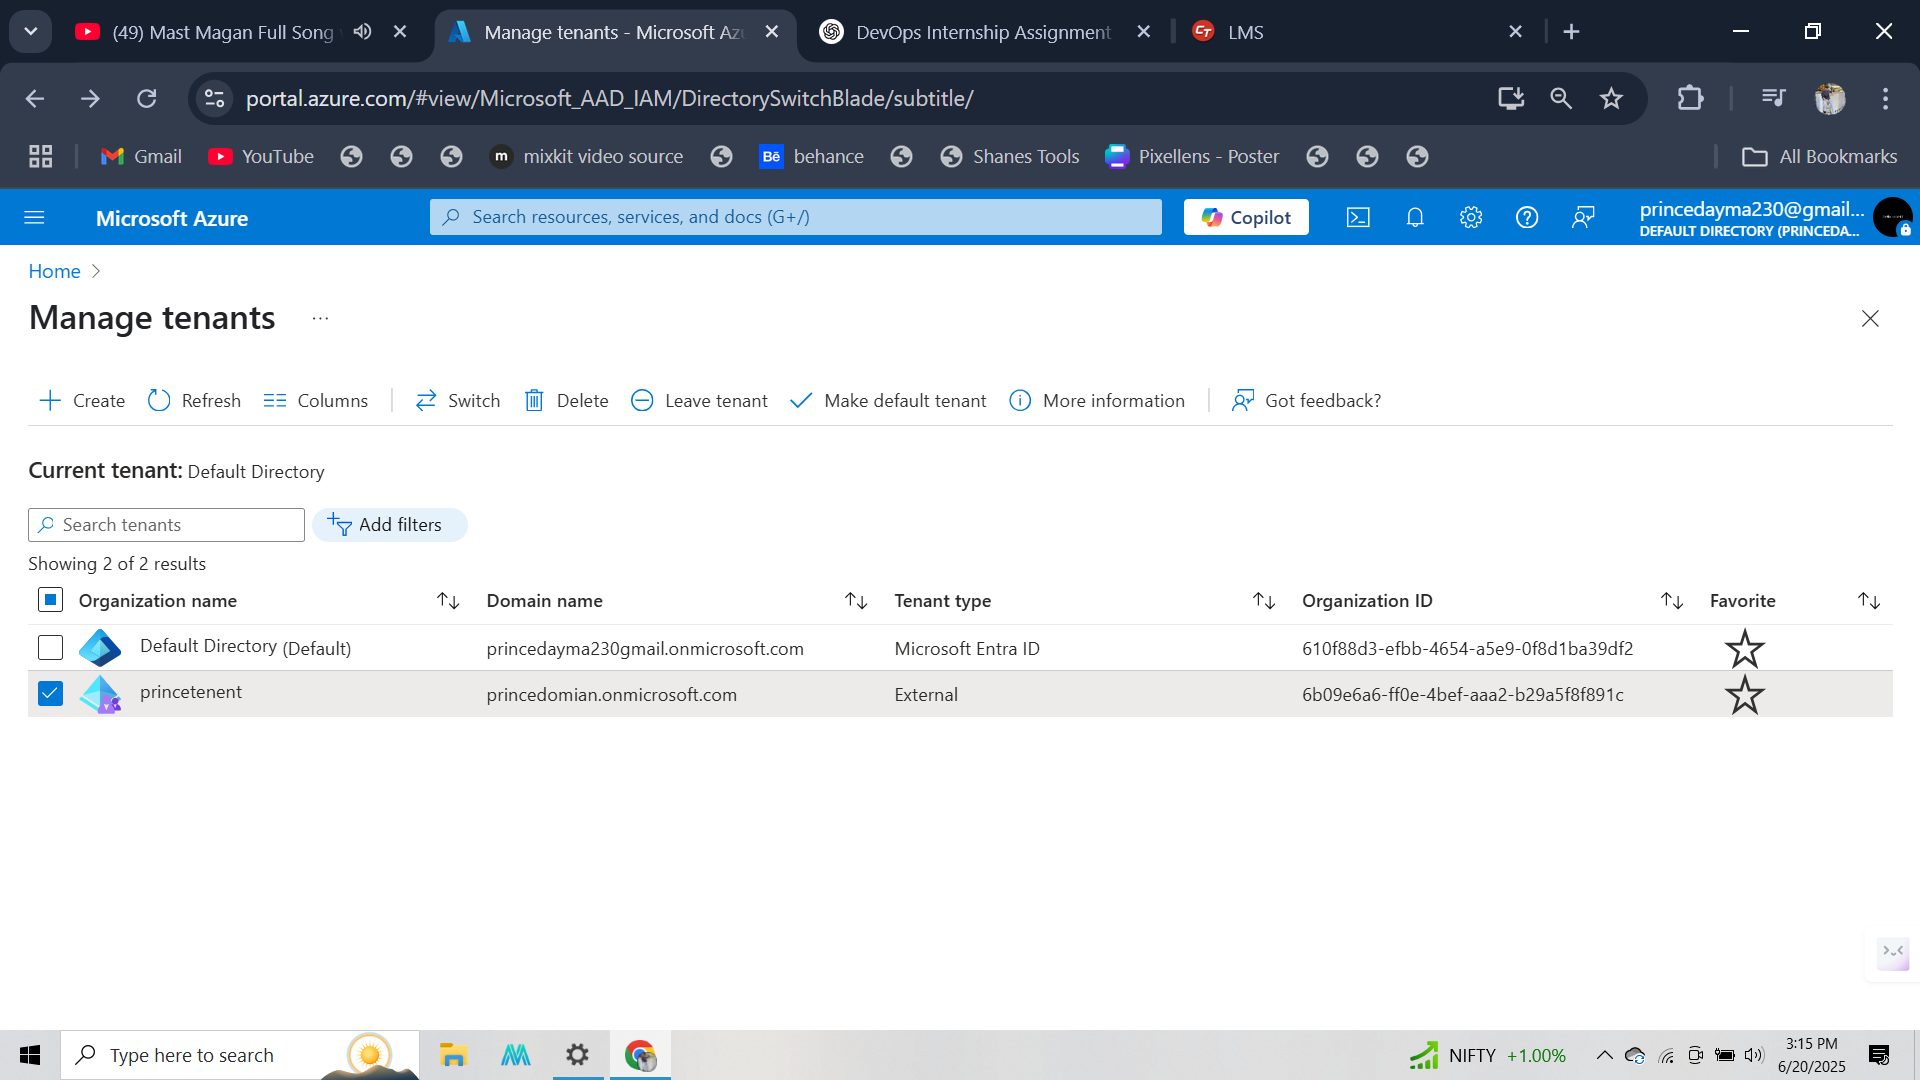 (49) Mast Magan Full Song
Manage tenants - Microsoft Az
DevOps Internship Assignment
LMS
portal.azure.com/#view/Microsoft_AAD_IAM/DirectorySwitchBlade/subtitle/
Gmail
YouTube
m mixkit video source
Bē behance
Shanes Tools
Pixellens - Poster
All Bookmarks
Microsoft Azure
Search resources, services, and docs (G+/)
Copilot
princedayma230@gmail...
DEFAULT DIRECTORY (PRINCEDA...
Home
Manage tenants ...
Create
Refresh
Columns
Switch
Delete
Leave tenant
Make default tenant
More information
Got feedback?
Current tenant: Default Directory
Search tenants
Add filters
Showing 2 of 2 results
Organization name Domain name Tenant type Organization ID Favorite
Default Directory (Default) princedayma230gmail.onmicrosoft.com Microsoft Entra ID 610f88d3-efbb-4654-a5e9-0f8d1ba39df2
princetenent princedomian.onmicrosoft.com External 6b09e6a6-ff0e-4bef-aaa2-b29a5f8f891c
Type here to search
NIFTY +1.00%
3:15 PM
6/20/2025